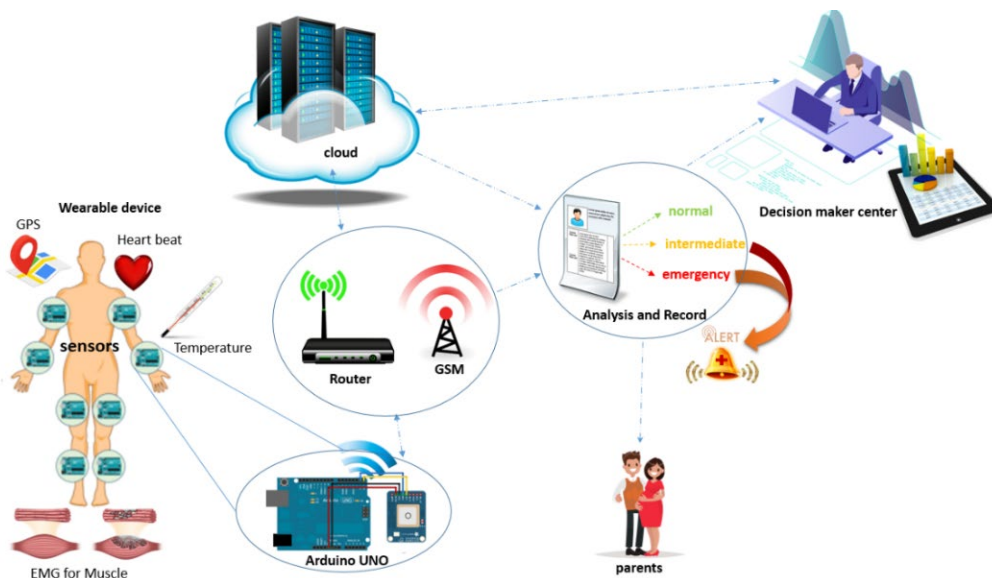 cloud
Decision maker center
normal
intermediate
emergency
Analysis and Record
ALERT
Wearable device
GPS
Heart beat
sensors
Temperature
Router
GSM
Arduino UNO
EMG for Muscle
parents